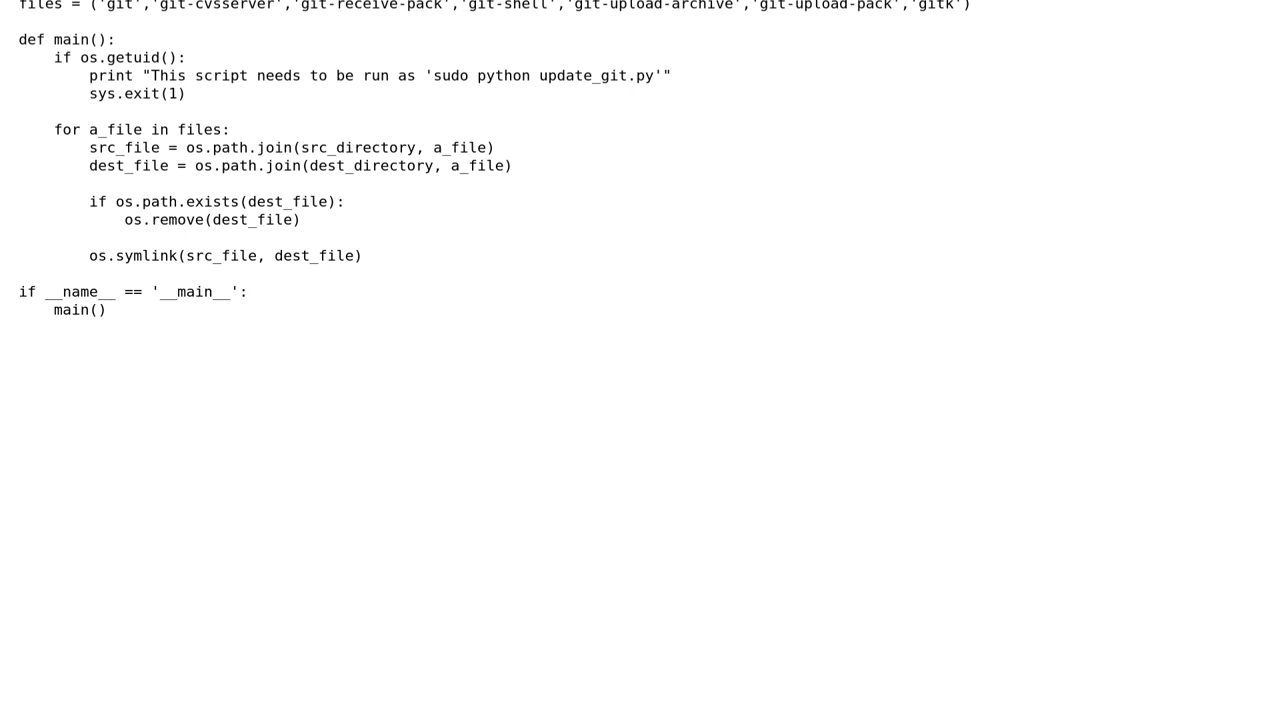 files = ('git','git-cvsserver','git-receive-pack','git-shell','git-upload-archive','git-upload-pack','gitk')

def main():
    if os.getuid():
        print "This script needs to be run as 'sudo python update_git.py'"
        sys.exit(1)

    for a_file in files:
        src_file = os.path.join(src_directory, a_file)
        dest_file = os.path.join(dest_directory, a_file)

        if os.path.exists(dest_file):
            os.remove(dest_file)

        os.symlink(src_file, dest_file)

if __name__ == '__main__':
    main()